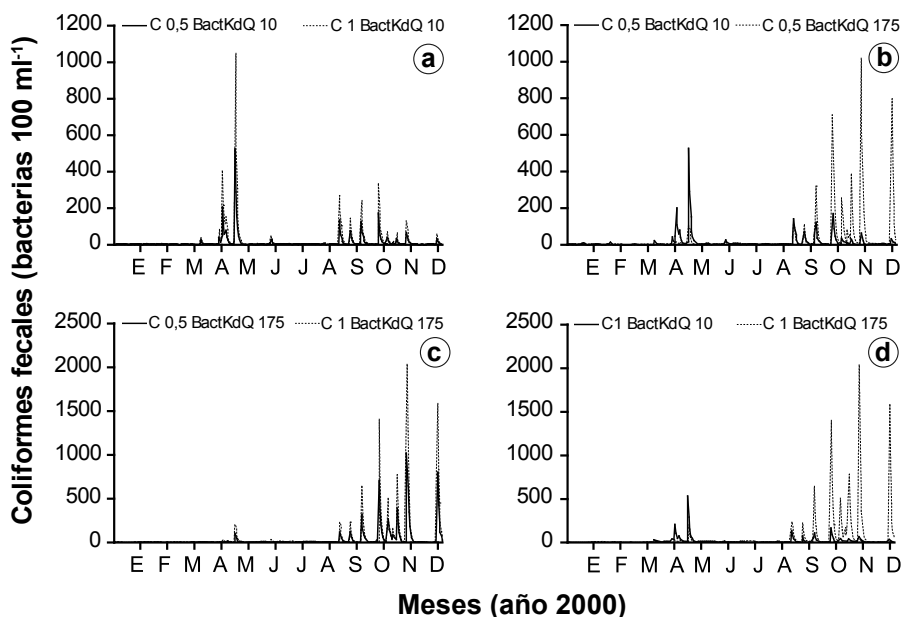 Coliformes fecales (bacterias 100 ml⁻¹)
C 0,5 BactKdQ 10 C 1 BactKdQ 10
a
1200
1000
800
600
400
200
0
E F M A M J J A S O N D
C 0,5 BactKdQ 10 C 0,5 BactKdQ 175
b
1200
1000
800
600
400
200
0
E F M A M J J A S O N D
C 0,5 BactKdQ 175 C 1 BactKdQ 175
c
2500
2000
1500
1000
500
0
E F M A M J J A S O N D
C1 BactKdQ 10 C 1 BactKdQ 175
d
2500
2000
1500
1000
500
0
E F M A M J J A S O N D
Meses (año 2000)